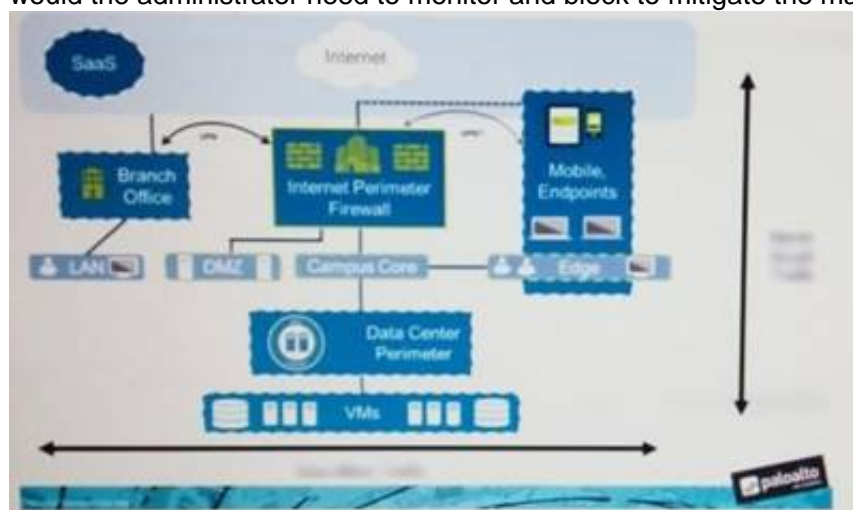 would the administrator need to monitor and block to mitigate the
SaaS
Internet
Branch
Office
Internet Perimeter
Firewall
Mobile,
Endpoints
LAN
DMZ
Campus Core
Edge
Data Center
Perimeter
VMs
paloalto